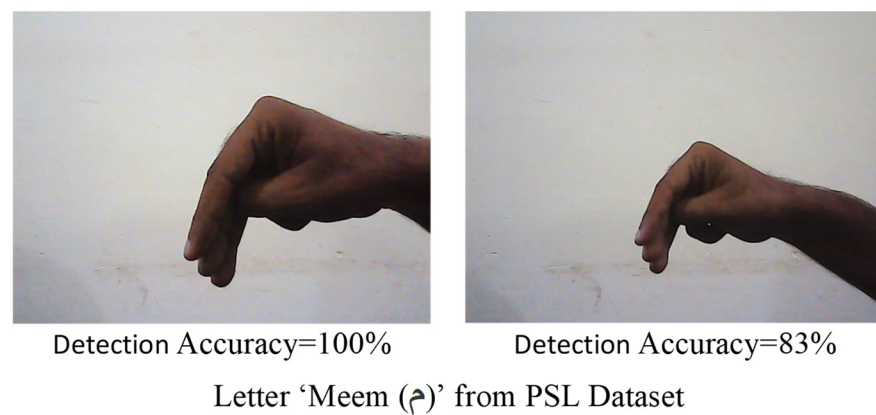 Detection Accuracy=100%
Detection Accuracy=83%
Letter ‘Meem (م)’ from PSL Dataset